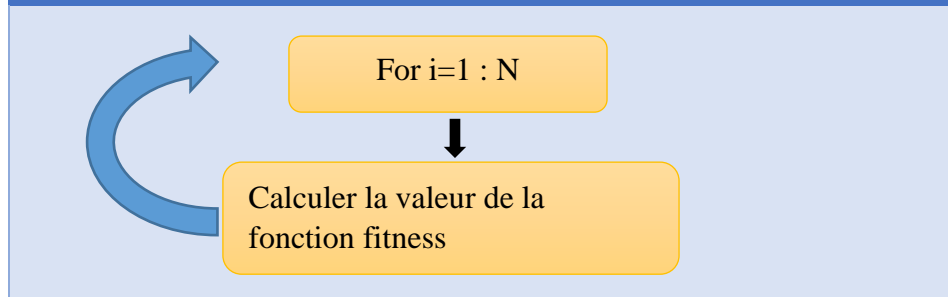 For i=1 : N
Calculer la valeur de la
fonction fitness